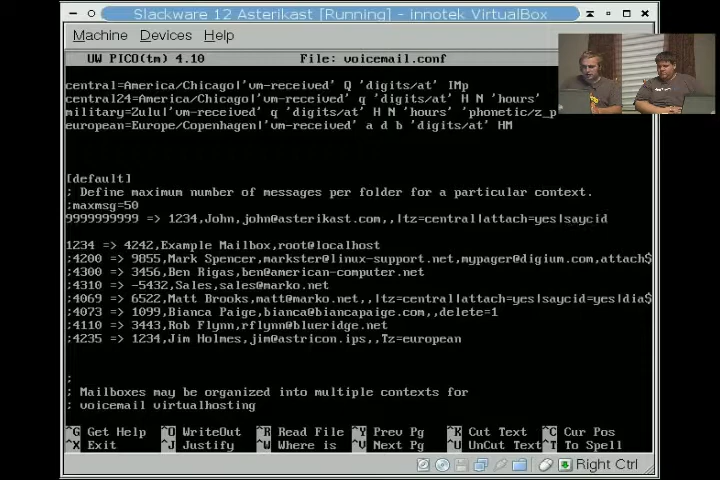 Slackware 12 Asterikast [Running] - innotek VirtualBox
Machine Devices Help
UW PICO(tm) 4.10 File: voicemail.conf
central=America/Chicago|'vm-received' Q 'digits/at' IMp
central24=America/Chicago|'vm-received' q 'digits/at' H N 'hours'
military=Zulu|'vm-received' q 'digits/at' H N 'hours' 'phonetic/z_p
european=Europe/Copenhagen|'vm-received' a d b 'digits/at' HM
[default]
; Define maximum number of messages per folder for a particular context.
;maxmsg=50
9999999999 => 1234,John,john@asterikast.com,,|tz=central|attach=yes|saycid
1234 => 4242,Example Mailbox,root@localhost
;4200 => 9855,Mark Spencer,markster@linux-support.net,mypager@digium.com,attach$
;4300 => 3456,Ben Rigas,ben@american-computer.net
;4310 => -5432,Sales,sales@marko.net
;4069 => 6522,Matt Brooks,matt@marko.net,,|tz=central|attach=yes|saycid=yes|dia$
;4073 => 1099,Bianca Paige,bianca@biancapaige.com,,delete=1
;4110 => 3443,Rob Flynn,rflynn@blueridge.net
;4235 => 1234,Jim Holmes,jim@astricon.ips,,Tz=european
;
; Mailboxes may be organized into multiple contexts for
; voicemail virtualhosting
^G Get Help ^O WriteOut ^R Read File ^Y Prev Pg ^K Cut Text ^C Cur Pos
^X Exit ^J Justify ^W Where is ^V Next Pg ^U UnCut Text ^T To Spell
Right Ctrl